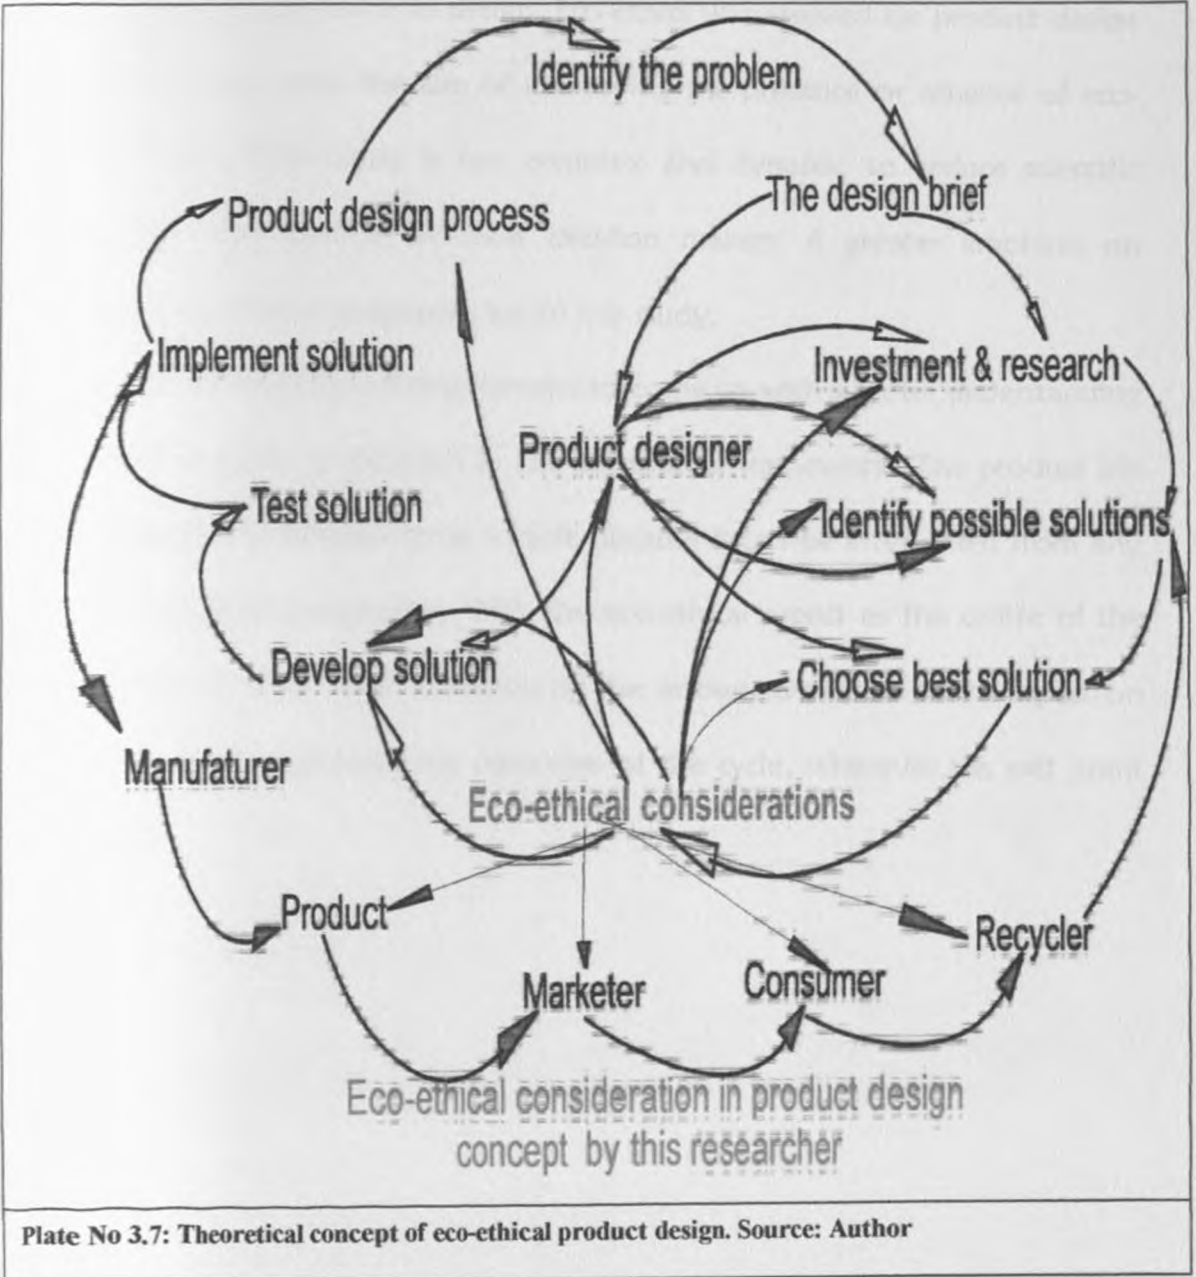 Identify the problem
The design brief
Product design process
Implement solution
Investment & research
Product designer
Test solution
Identify possible solutions
Develop solution
Choose best solution
Manufaturer
Eco-ethical considerations
Product
Recycler
Marketer
Consumer
Eco-ethical consideration in product design
concept by this researcher
Plate No 3.7: Theoretical concept of eco-ethical product design. Source: Author